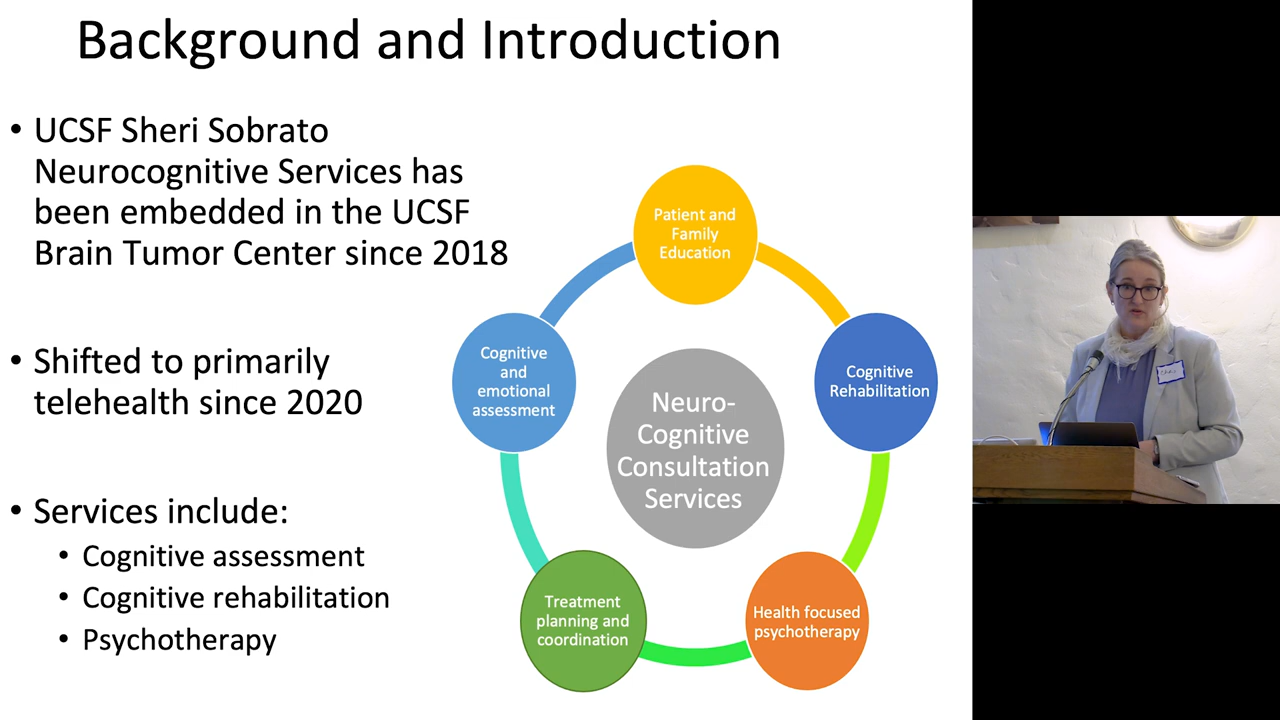 Background and Introduction
• UCSF Sheri Sobrato
Neurocognitive Services has
been embedded in the UCSF
Brain Tumor Center since 2018
• Shifted to primarily
telehealth since 2020
• Services include:
• Cognitive assessment
• Cognitive rehabilitation
• Psychotherapy
Patient and
Family
Education
Cognitive
and
emotional
assessment
Cognitive
Rehabilitation
Neuro-
Cognitive
Consultation
Services
Treatment
planning and
coordination
Health focused
psychotherapy